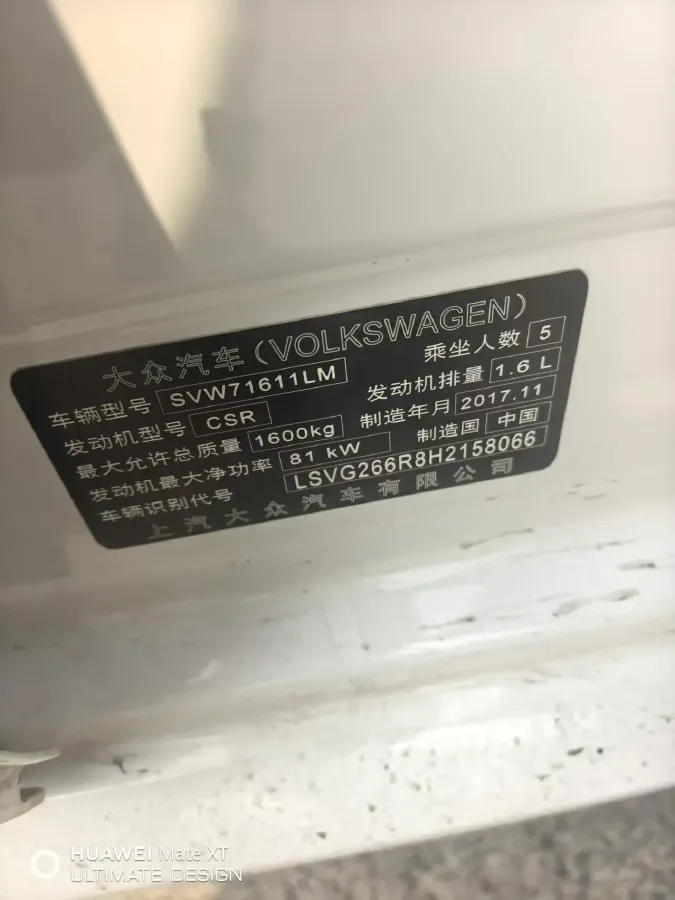 大众汽车(VOLKSWAGEN)
车辆型号 SVW71611LM 乘坐人数 5
发动机型号 CSR 发动机排量 1.6 L
最大允许总质量 1600kg 制造年月 2017.11
发动机最大净功率 81 kW 制造国 中国
车辆识别代号 LSVG266R8H2158066
上汽大众汽车有限公司
HUAWEI Mate XT
ULTIMATE DESIGN